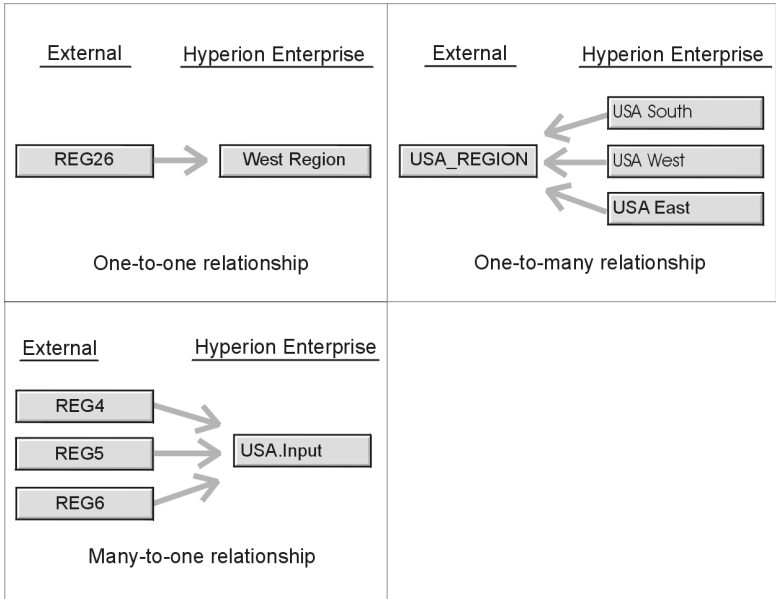 External Hyperion Enterprise
REG26 West Region
One-to-one relationship
External Hyperion Enterprise
USA South
USA_REGION USA West
USA East
One-to-many relationship
External Hyperion Enterprise
REG4
REG5 USA.Input
REG6
Many-to-one relationship